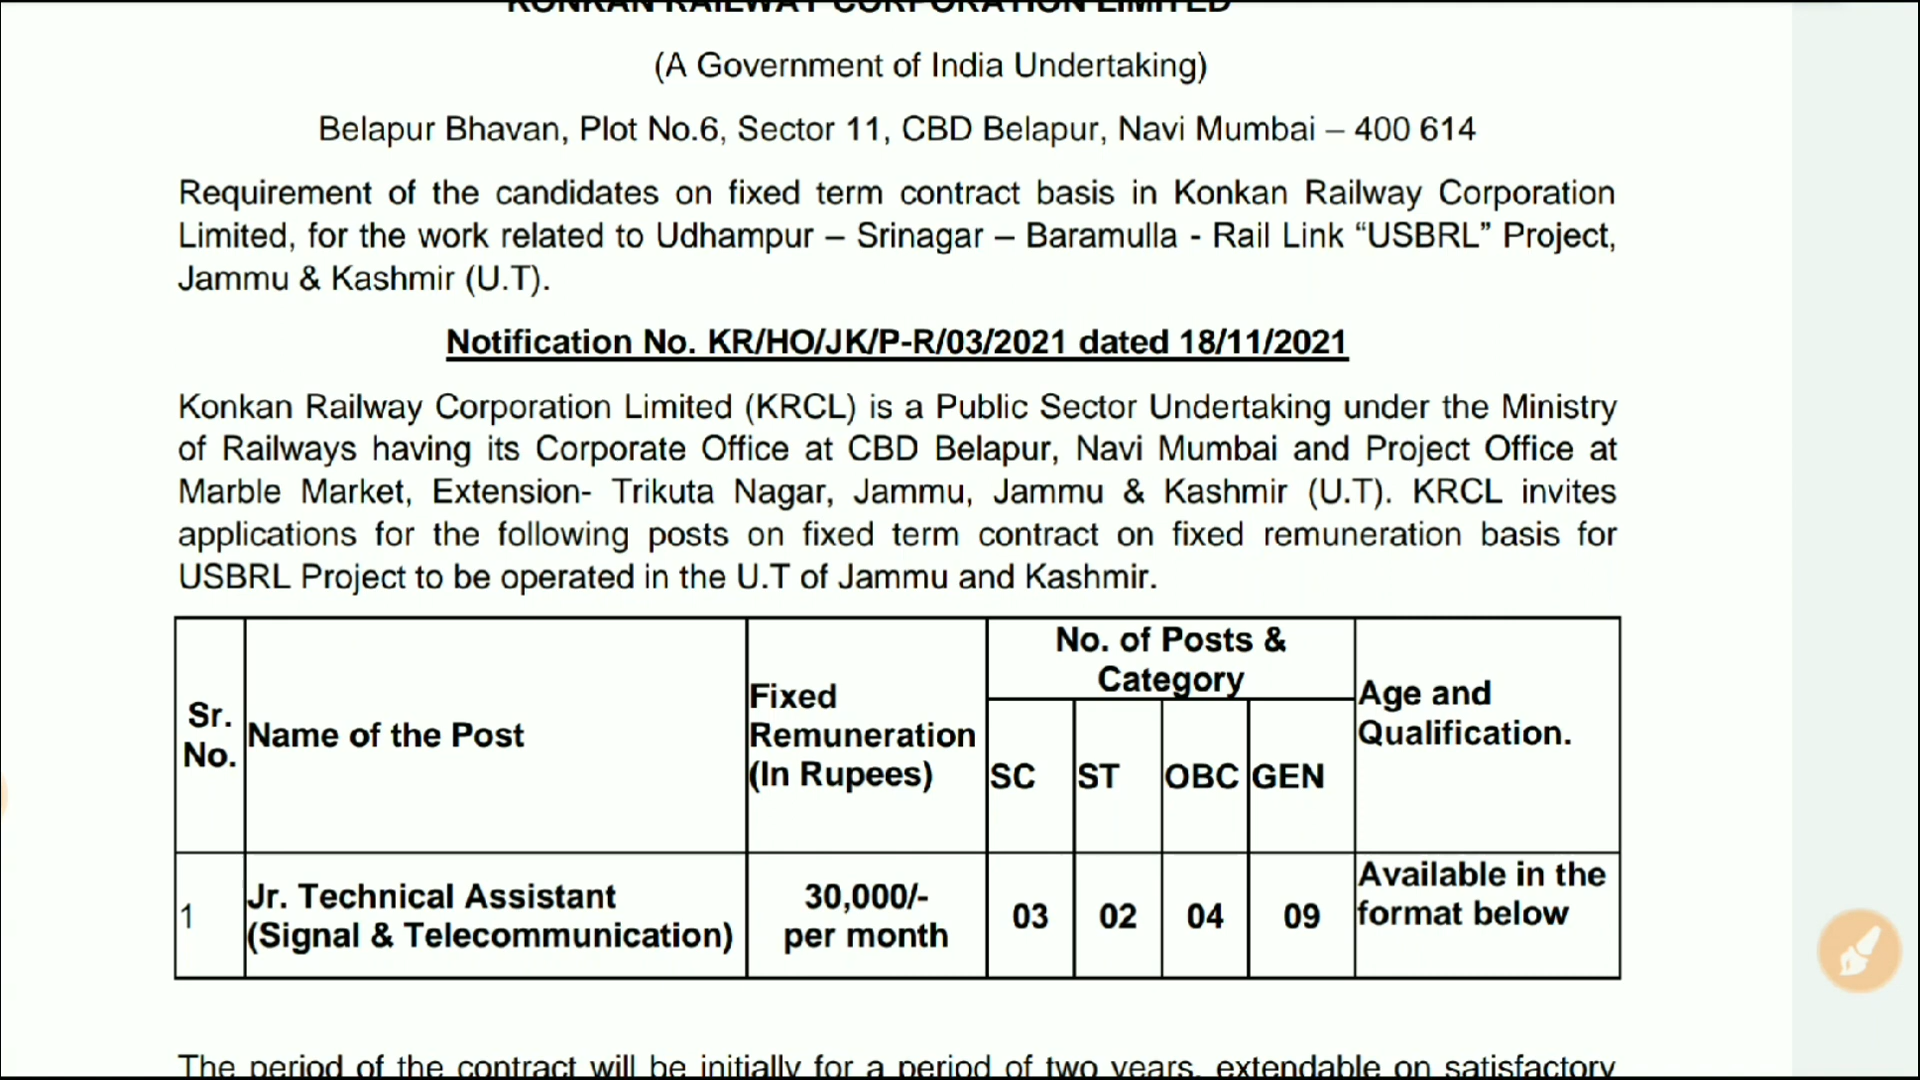 KONKAN RAILWAY CORPORATION LIMITED
(A Government of India Undertaking)
Belapur Bhavan, Plot No.6, Sector 11, CBD Belapur, Navi Mumbai – 400 614
Requirement of the candidates on fixed term contract basis in Konkan Railway Corporation
Limited, for the work related to Udhampur – Srinagar – Baramulla - Rail Link “USBRL” Project,
Jammu & Kashmir (U.T).
Notification No. KR/HO/JK/P-R/03/2021 dated 18/11/2021
Konkan Railway Corporation Limited (KRCL) is a Public Sector Undertaking under the Ministry
of Railways having its Corporate Office at CBD Belapur, Navi Mumbai and Project Office at
Marble Market, Extension- Trikuta Nagar, Jammu, Jammu & Kashmir (U.T). KRCL invites
applications for the following posts on fixed term contract on fixed remuneration basis for
USBRL Project to be operated in the U.T of Jammu and Kashmir.
Sr.
No.
Name of the Post
Fixed
Remuneration
(In Rupees)
No. of Posts &
Category
SC ST OBC GEN
Age and
Qualification.
1
Jr. Technical Assistant
(Signal & Telecommunication)
30,000/-
per month
03 02 04 09
Available in the
format below
The period of the contract will be initially for a period of two years, extendable on satisfactory